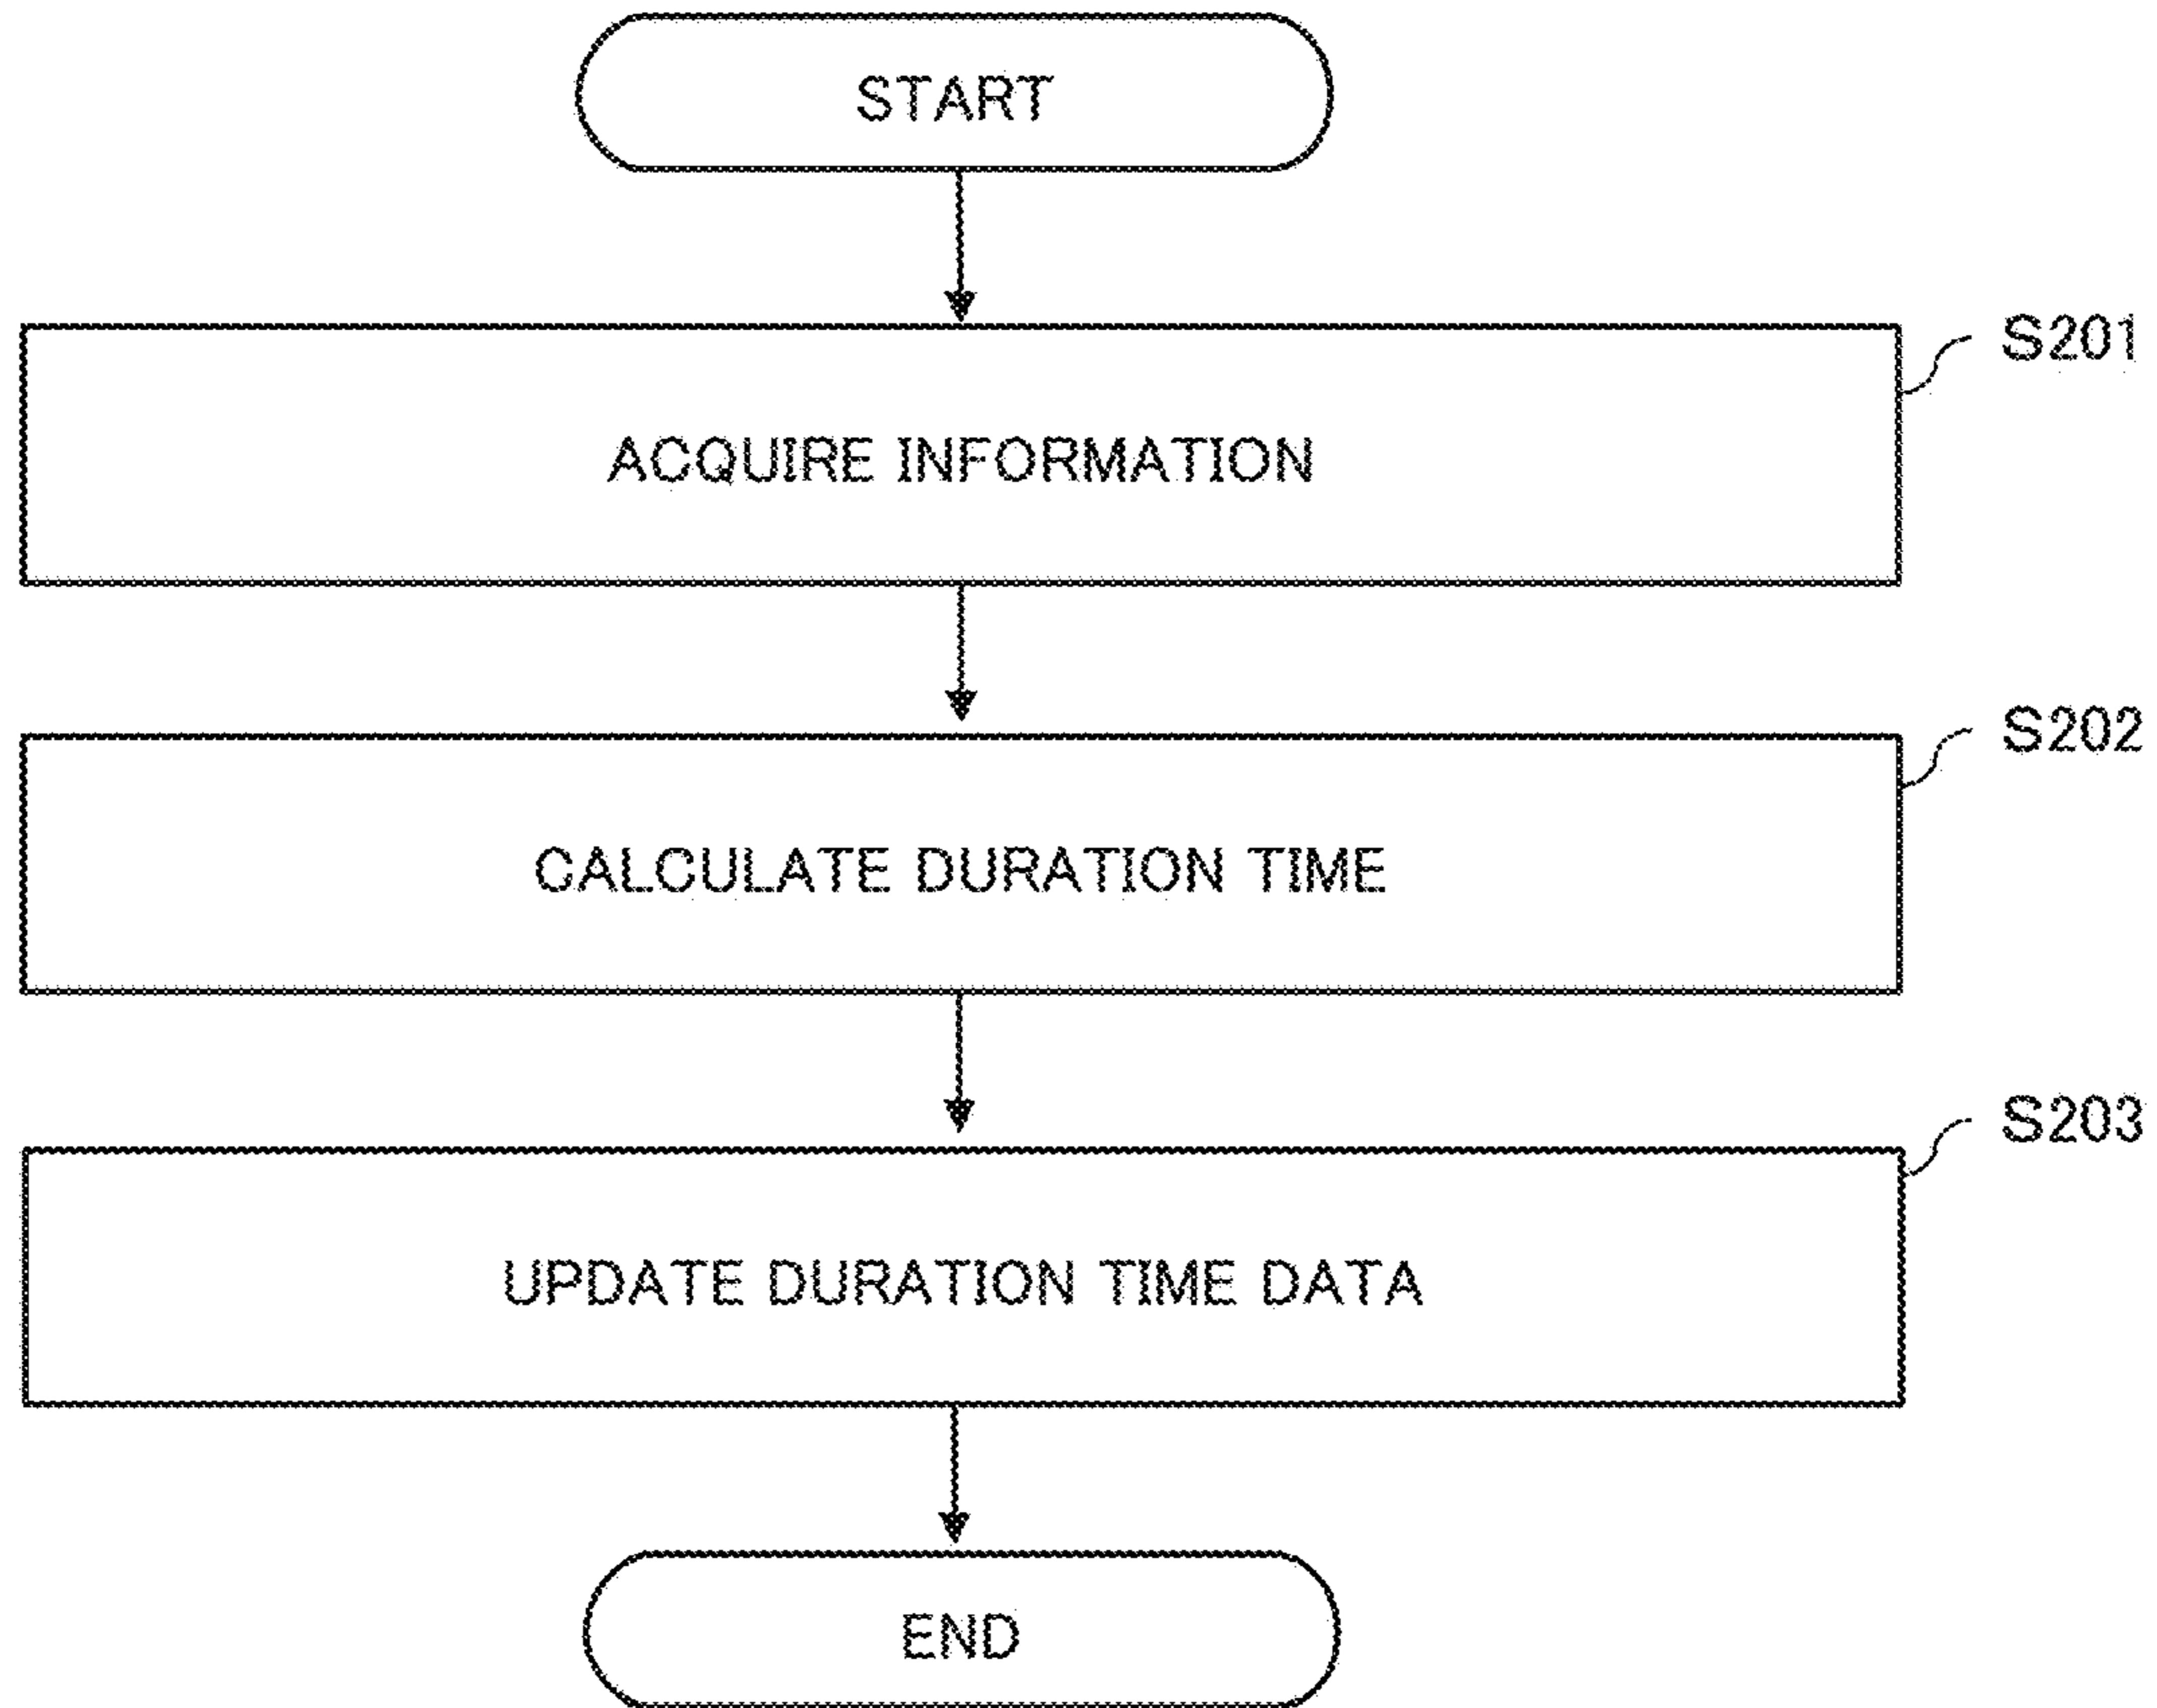 START
S201
ACQUIRE INFORMATION
S202
CALCULATE DURATION TIME
S203
UPDATE DURATION TIME DATA
END